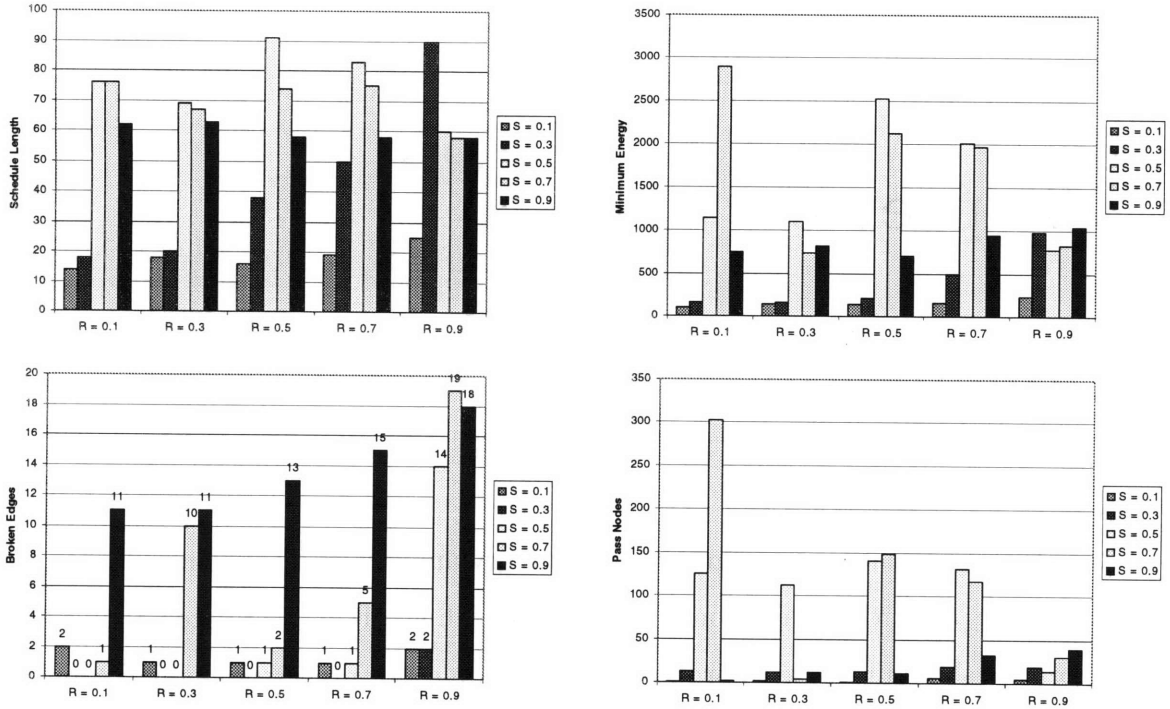 Schedule Length
100
90
80
70
60
50
40
30
20
10
0
R = 0.1 R = 0.3 R = 0.5 R = 0.7 R = 0.9
S = 0.1
S = 0.3
S = 0.5
S = 0.7
S = 0.9
Minimum Energy
3500
3000
2500
2000
1500
1000
500
0
R = 0.1 R = 0.3 R = 0.5 R = 0.7 R = 0.9
S = 0.1
S = 0.3
S = 0.5
S = 0.7
S = 0.9
Broken Edges
20
18
16
14
12
10
8
6
4
2
0
2 0 0 1 11
1 0 0 10 11
1 0 1 2 13
1 0 1 5 15
2 2 14 19 18
R = 0.1 R = 0.3 R = 0.5 R = 0.7 R = 0.9
S = 0.1
S = 0.3
S = 0.5
S = 0.7
S = 0.9
Pass Nodes
350
300
250
200
150
100
50
0
R = 0.1 R = 0.3 R = 0.5 R = 0.7 R = 0.9
S = 0.1
S = 0.3
S = 0.5
S = 0.7
S = 0.9